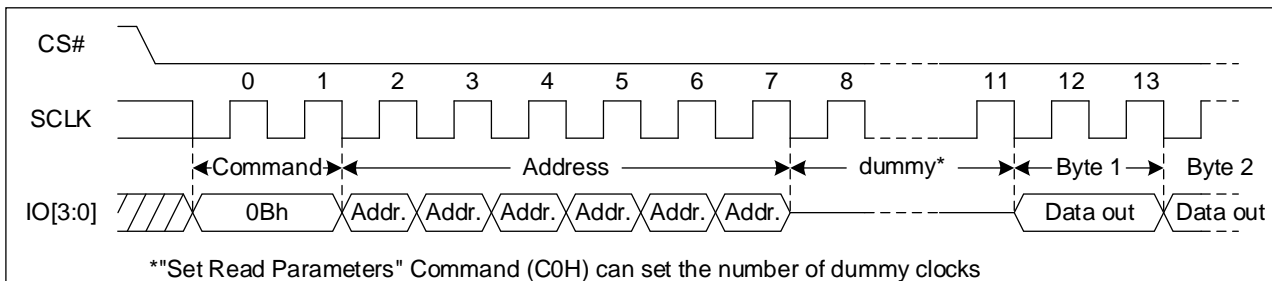 CS#
0 1 2 3 4 5 6 7 8 11 12 13
SCLK
Command Address dummy* Byte 1 Byte 2
IO[3:0] 0Bh Addr. Addr. Addr. Addr. Addr. Addr. Data out Data out
*"Set Read Parameters" Command (C0H) can set the number of dummy clocks